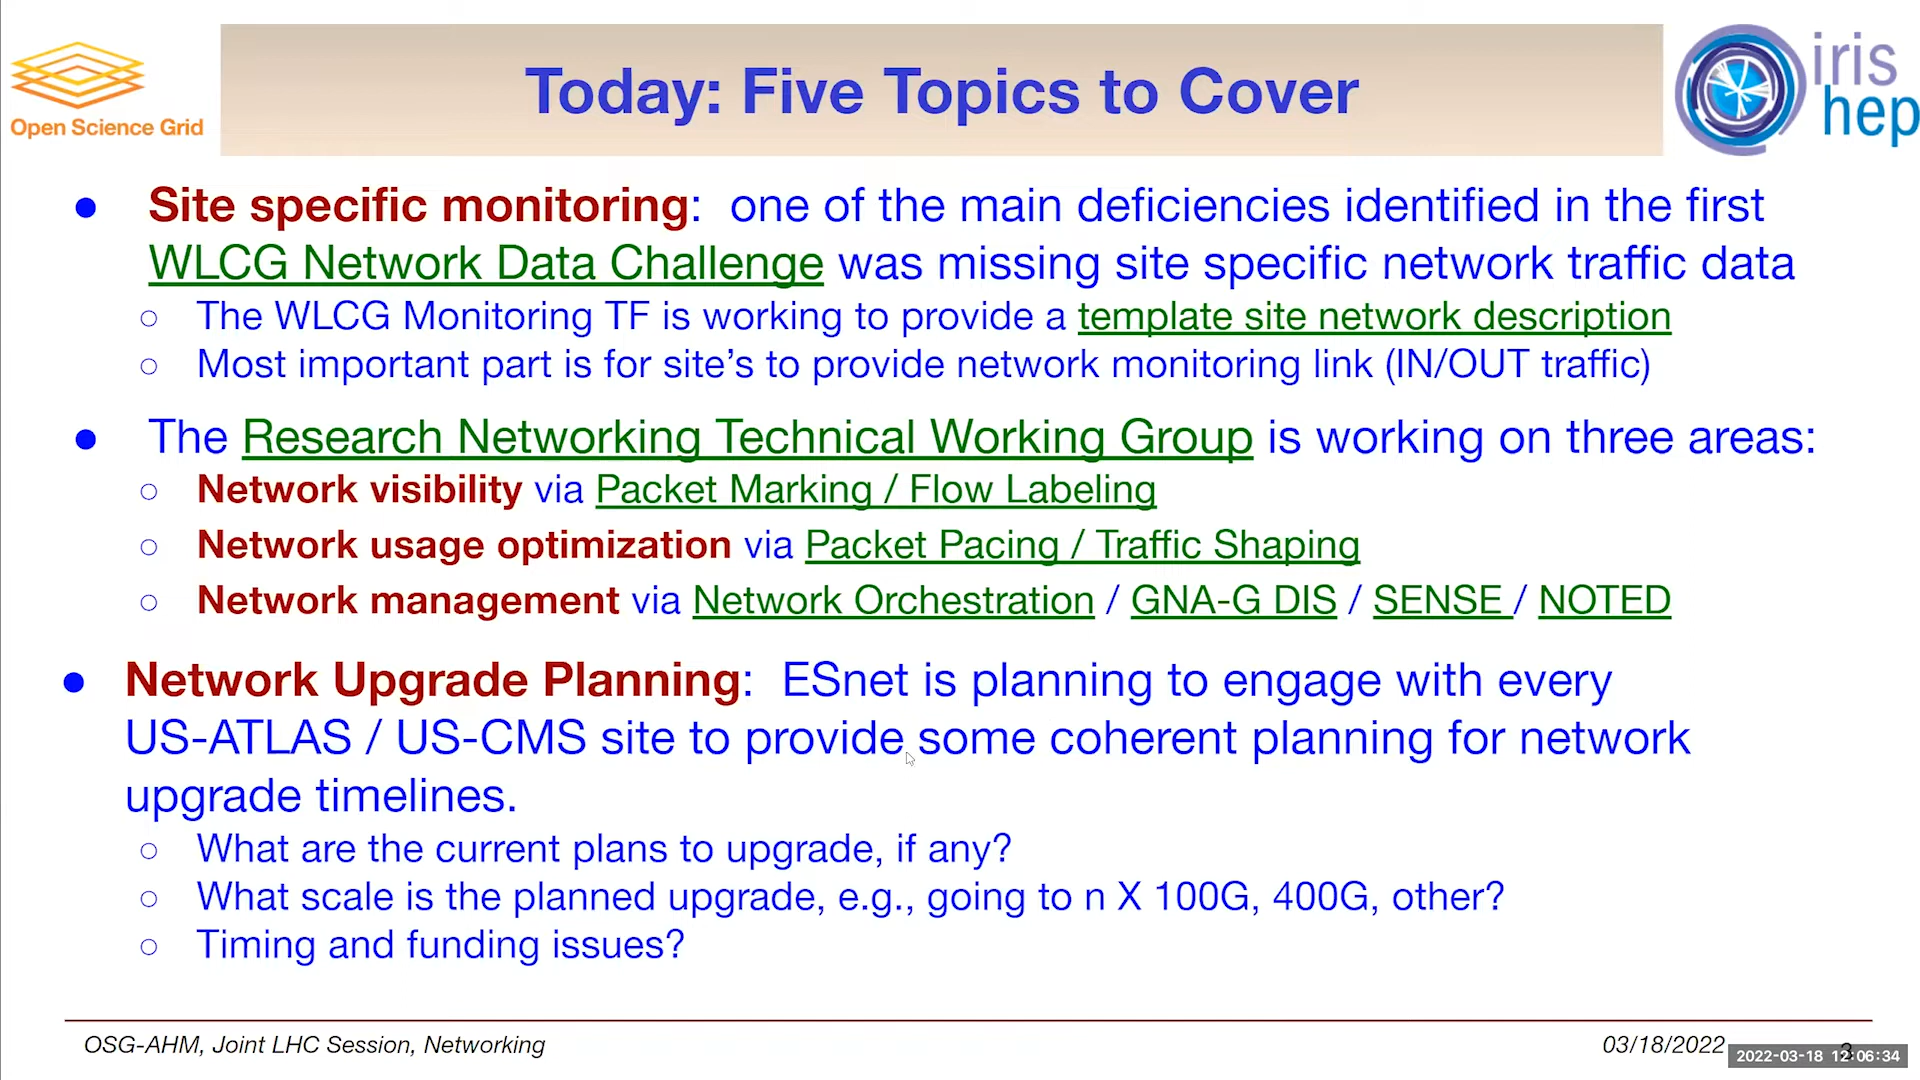 Open Science Grid
Today: Five Topics to Cover
iris
hep
● Site specific monitoring: one of the main deficiencies identified in the first
WLCG Network Data Challenge was missing site specific network traffic data
○ The WLCG Monitoring TF is working to provide a template site network description
○ Most important part is for site's to provide network monitoring link (IN/OUT traffic)
● The Research Networking Technical Working Group is working on three areas:
○ Network visibility via Packet Marking / Flow Labeling
○ Network usage optimization via Packet Pacing / Traffic Shaping
○ Network management via Network Orchestration / GNA-G DIS / SENSE / NOTED
● Network Upgrade Planning: ESnet is planning to engage with every
US-ATLAS / US-CMS site to provide some coherent planning for network
upgrade timelines.
○ What are the current plans to upgrade, if any?
○ What scale is the planned upgrade, e.g., going to n X 100G, 400G, other?
○ Timing and funding issues?
OSG-AHM, Joint LHC Session, Networking
03/18/2022
2022-03-18 12:06:34